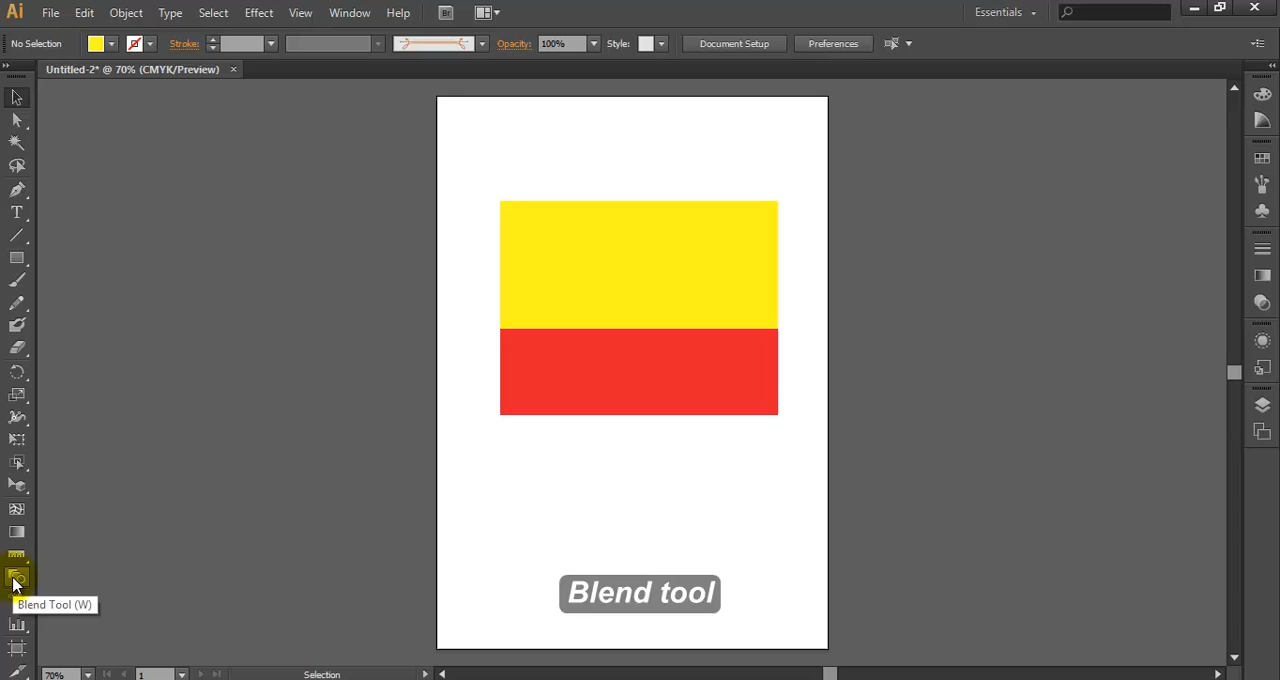 Ai File Edit Object Type Select Effect View Window Help Br Essentials
No Selection Stroke: Opacity: 100% Style: Document Setup Preferences
Untitled-2* @ 70% (CMYK/Preview) ×
T
Blend tool
Blend Tool (W)
70% 1 Selection